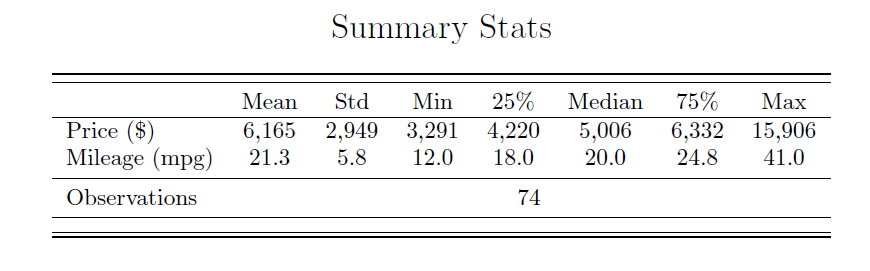 Summary Stats
Mean Std Min 25% Median 75% Max
Price ($) 6,165 2,949 3,291 4,220 5,006 6,332 15,906
Mileage (mpg) 21.3 5.8 12.0 18.0 20.0 24.8 41.0
Observations 74